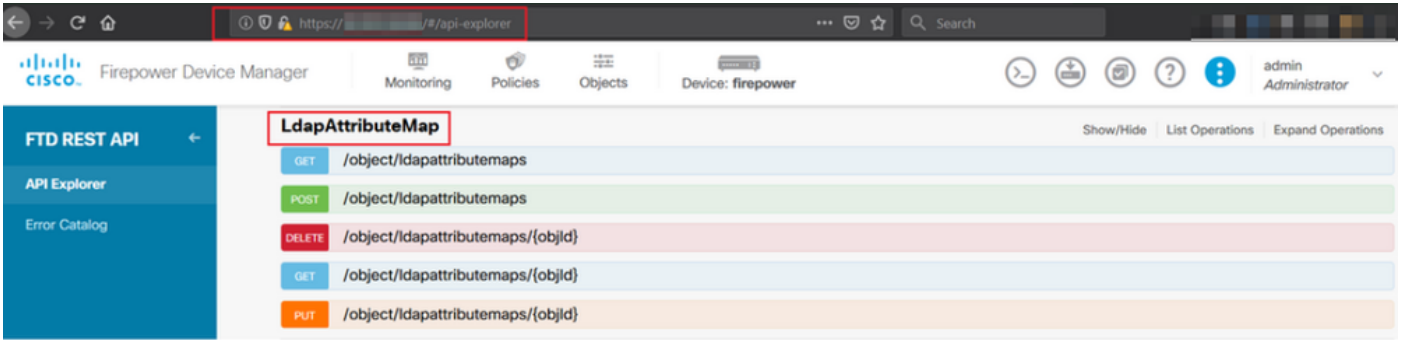 https:// /#/api-explorer
Search
CISCO
Firepower Device Manager
Monitoring
Policies
Objects
Device: firepower
admin
Administrator
FTD REST API
API Explorer
Error Catalog
LdapAttributeMap
Show/Hide
List Operations
Expand Operations
GET /object/ldapattributemaps
POST /object/ldapattributemaps
DELETE /object/ldapattributemaps/{objId}
GET /object/ldapattributemaps/{objId}
PUT /object/ldapattributemaps/{objId}